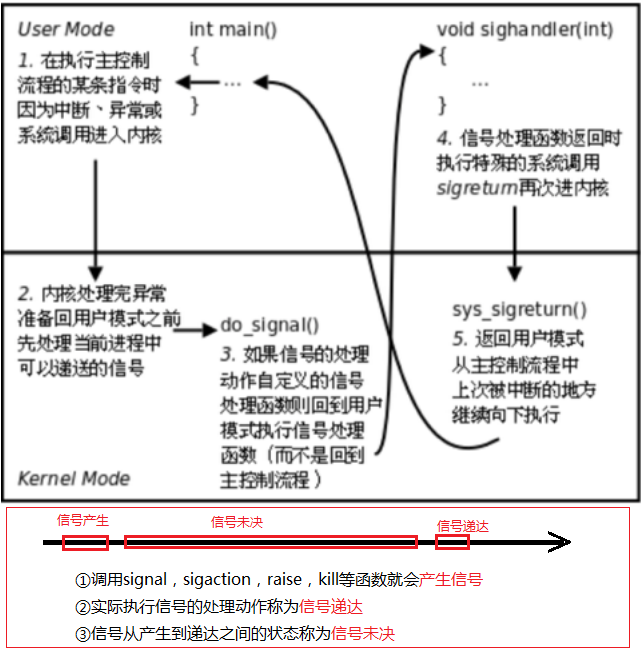 User Mode
1. 在执行主控制
流程的某条指令时
因为中断、异常或
系统调用进入内核
int main()
{
...
}
void sighandler(int)
{
...
}
4. 信号处理函数返回时
执行特殊的系统调用
sigreturn再次进内核
2. 内核处理完异常
准备回用户模式之前
先处理当前进程中
可以递送的信号
do_signal()
3. 如果信号的处理
动作自定义的信号
处理函数则回到用户
模式执行信号处理
函数（而不是回到
主控制流程）
sys_sigreturn()
5. 返回用户模式
从主控制流程中
上次被中断的地方
继续向下执行
Kernel Mode
信号产生
信号未决
信号递达
①调用signal，sigaction，raise，kill等函数就会产生信号
②实际执行信号的处理动作称为信号递达
③信号从产生到递达之间的状态称为信号未决